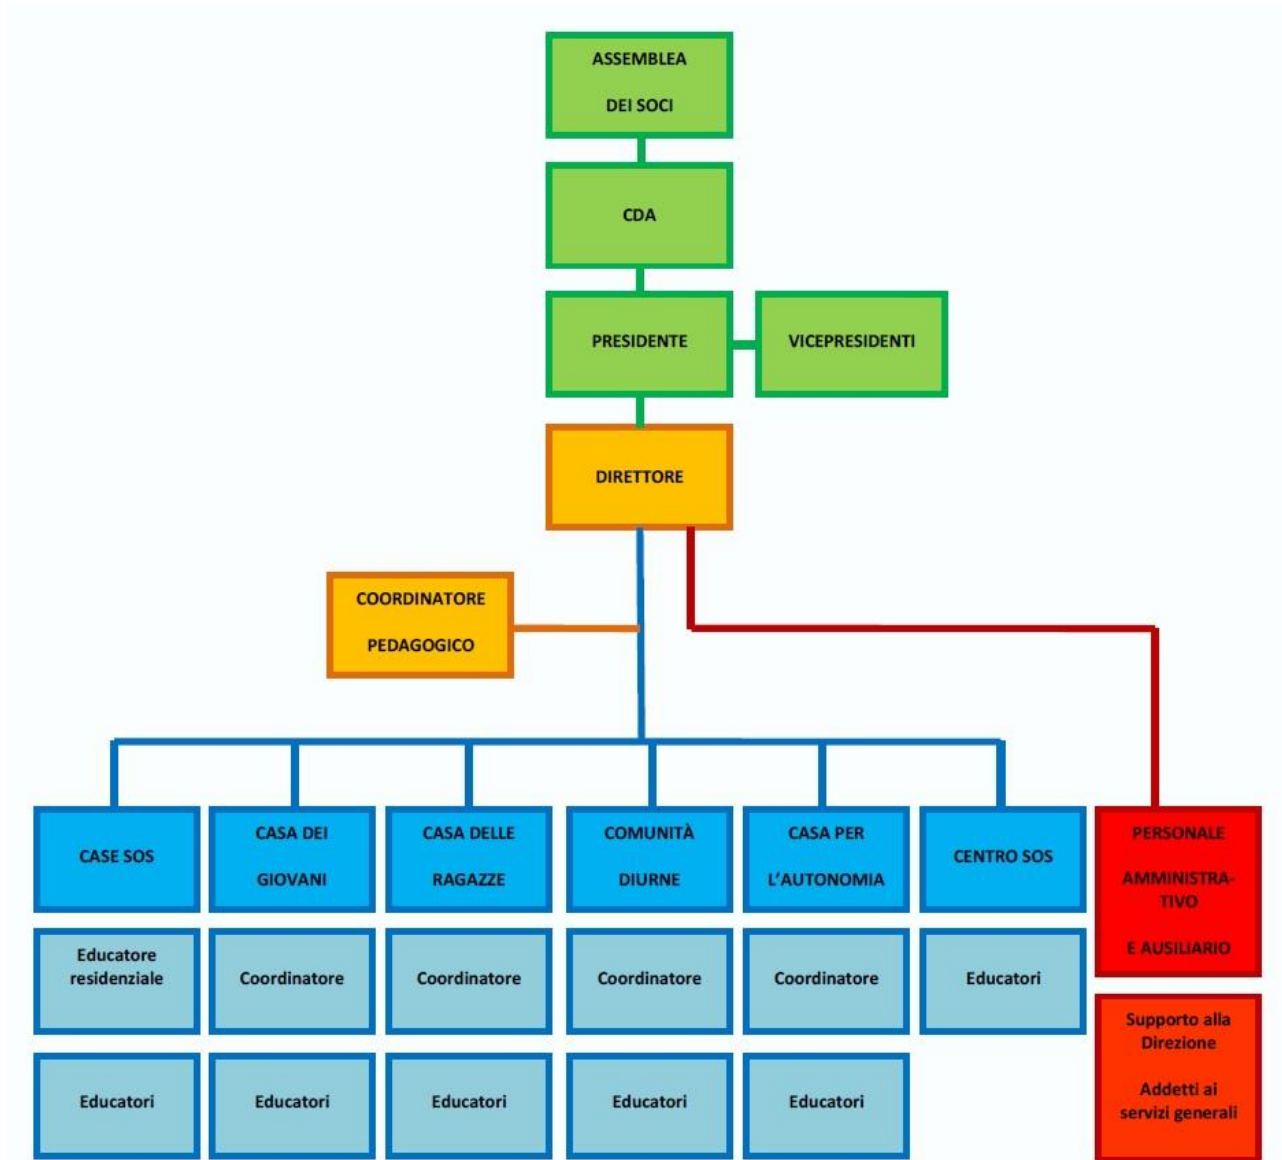 ASSEMBLEA
DEI SOCI
CDA
PRESIDENTE
VICEPRESIDENTI
DIRETTORE
COORDINATORE
PEDAGOGICO
CASE SOS
CASA DEI
GIOVANI
CASA DELLE
RAGAZZE
COMUNITÀ
DIURNE
CASA PER
L'AUTONOMIA
CENTRO SOS
PERSONALE
AMMINISTRA-
TIVO
E AUSILIARIO
Educatore
residenziale
Coordinatore
Coordinatore
Coordinatore
Coordinatore
Educatori
Supporto alla
Direzione
Addetti ai
servizi generali
Educatori
Educatori
Educatori
Educatori
Educatori